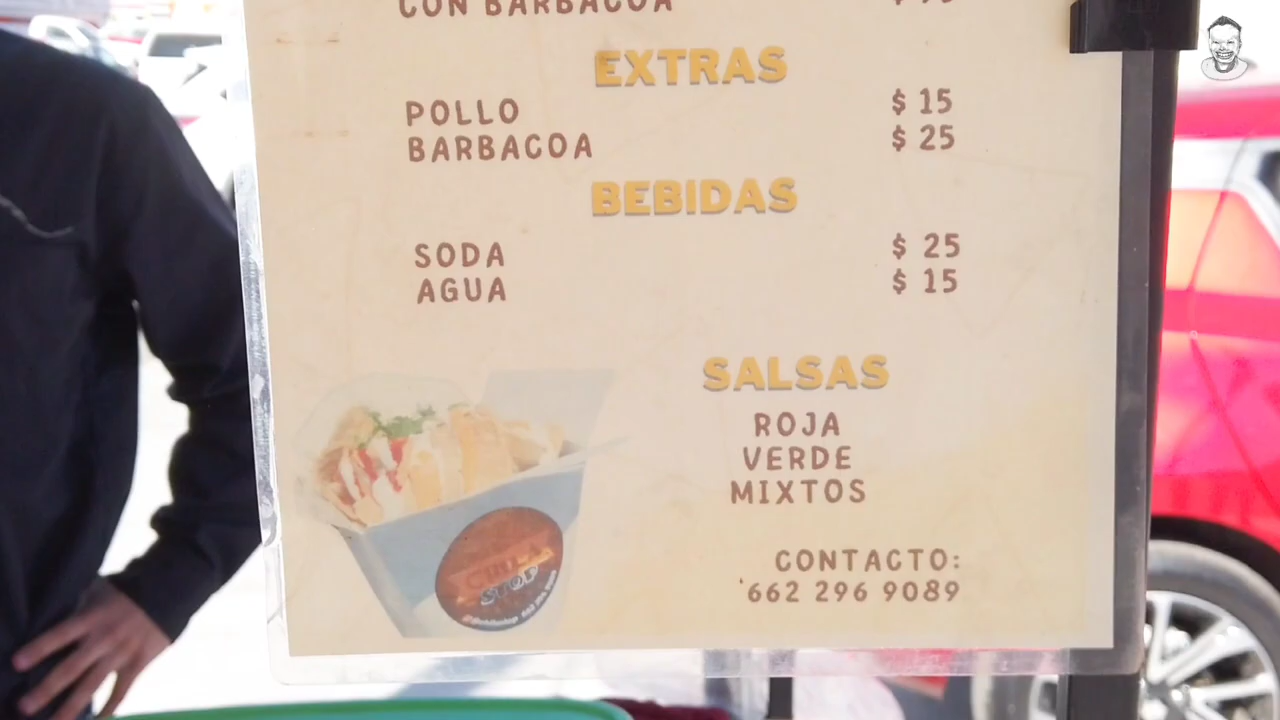 CON BARBACOA
EXTRAS
POLLO $ 15
BARBACOA $ 25
BEBIDAS
SODA $ 25
AGUA $ 15
SALSAS
ROJA
VERDE
MIXTOS
CONTACTO:
662 296 9089
STOP